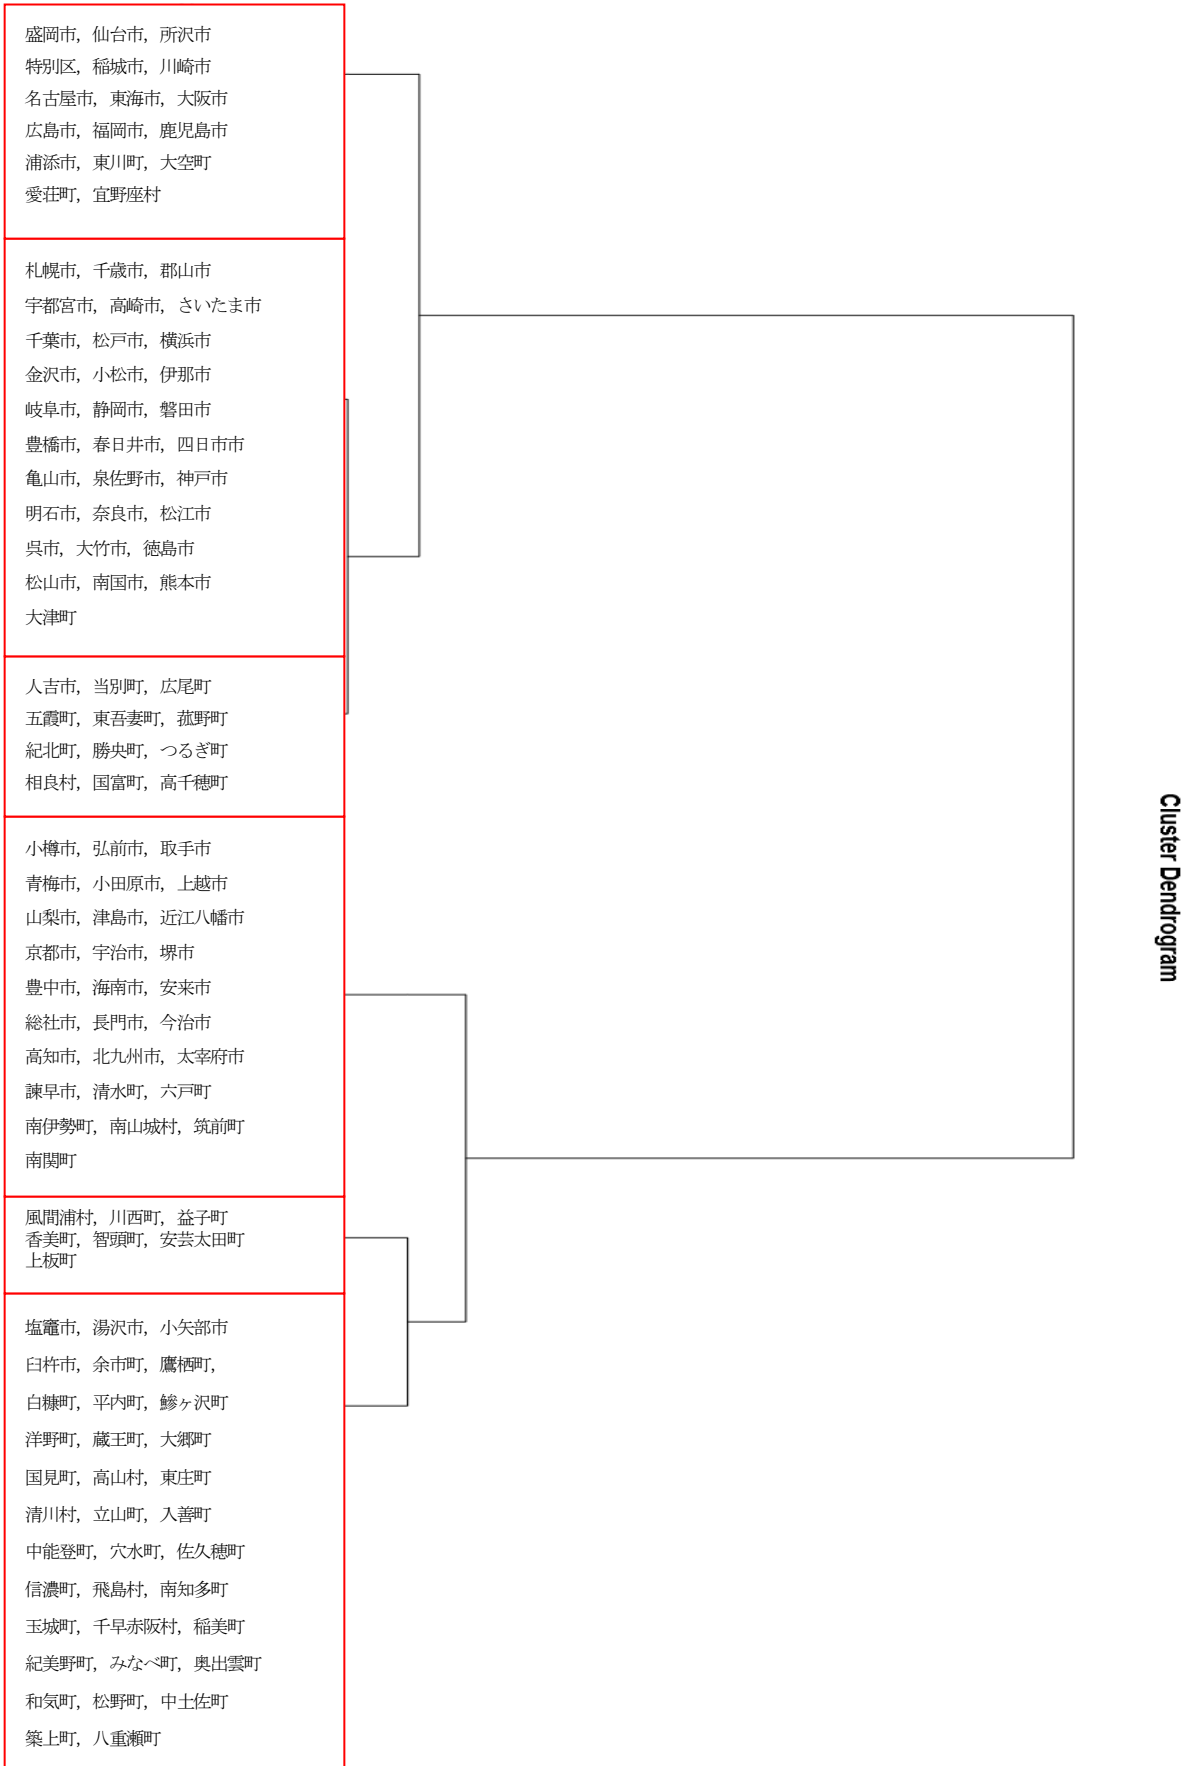 盛岡市, 仙台市, 所沢市
特別区, 稲城市, 川崎市
名古屋市, 東海市, 大阪市
広島市, 福岡市, 鹿児島市
浦添市, 東川町, 大空町
愛荘町, 宜野座村
札幌市, 千歳市, 郡山市
宇都宮市, 高崎市, さいたま市
千葉市, 松戸市, 横浜市
金沢市, 小松市, 伊那市
岐阜市, 静岡市, 磐田市
豊橋市, 春日井市, 四日市市
亀山市, 泉佐野市, 神戸市
明石市, 奈良市, 松江市
呉市, 大竹市, 徳島市
松山市, 南国市, 熊本市
大津町
人吉市, 当別町, 広尾町
五霞町, 東吾妻町, 菰野町
紀北町, 勝央町, つるぎ町
相良村, 国富町, 高千穂町
小樽市, 弘前市, 取手市
青梅市, 小田原市, 上越市
山梨市, 津島市, 近江八幡市
京都市, 宇治市, 堺市
豊中市, 海南市, 安来市
総社市, 長門市, 今治市
高知市, 北九州市, 太宰府市
諫早市, 清水町, 六戸町
南伊勢町, 南山城村, 筑前町
南関町
風間浦村, 川西町, 益子町
香美町, 智頭町, 安芸太田町
上板町
塩竈市, 湯沢市, 小矢部市
臼杵市, 余市町, 鷹栖町,
白糠町, 平内町, 鰺ヶ沢町
洋野町, 蔵王町, 大郷町
国見町, 高山村, 東庄町
清川村, 立山町, 入善町
中能登町, 穴水町, 佐久穂町
信濃町, 飛島村, 南知多町
玉城町, 千早赤阪村, 稲美町
紀美野町, みなべ町, 奥出雲町
和気町, 松野町, 中土佐町
築上町, 八重瀬町
Cluster Dendrogram